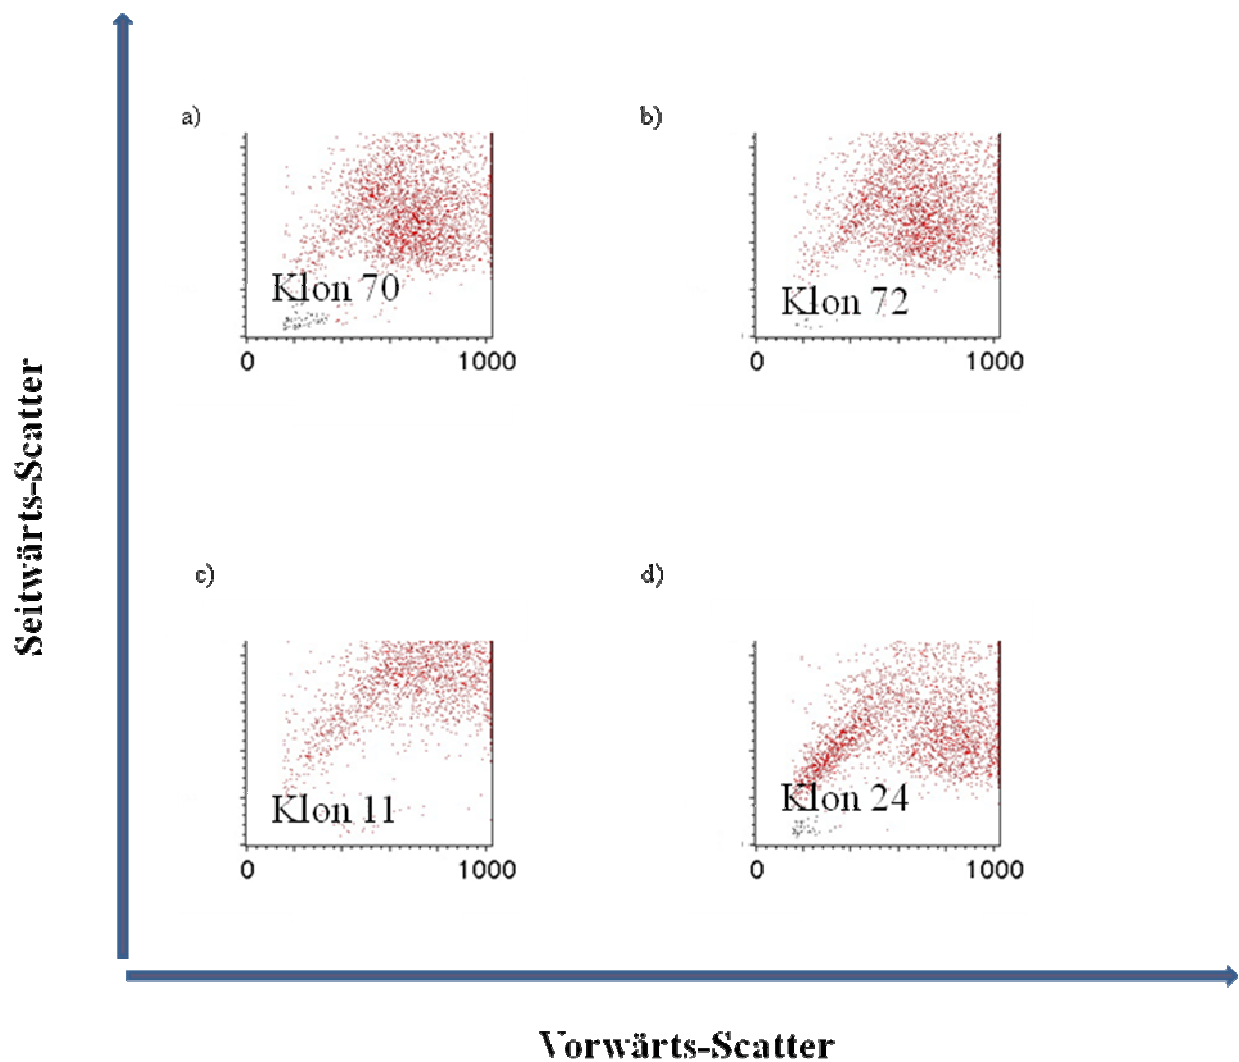 a)
b)
Klon 70
Klon 72
0 1000
0 1000
Seitwärts-Scatter
c)
d)
Klon 11
Klon 24
0 1000
0 1000
Vorwärts-Scatter